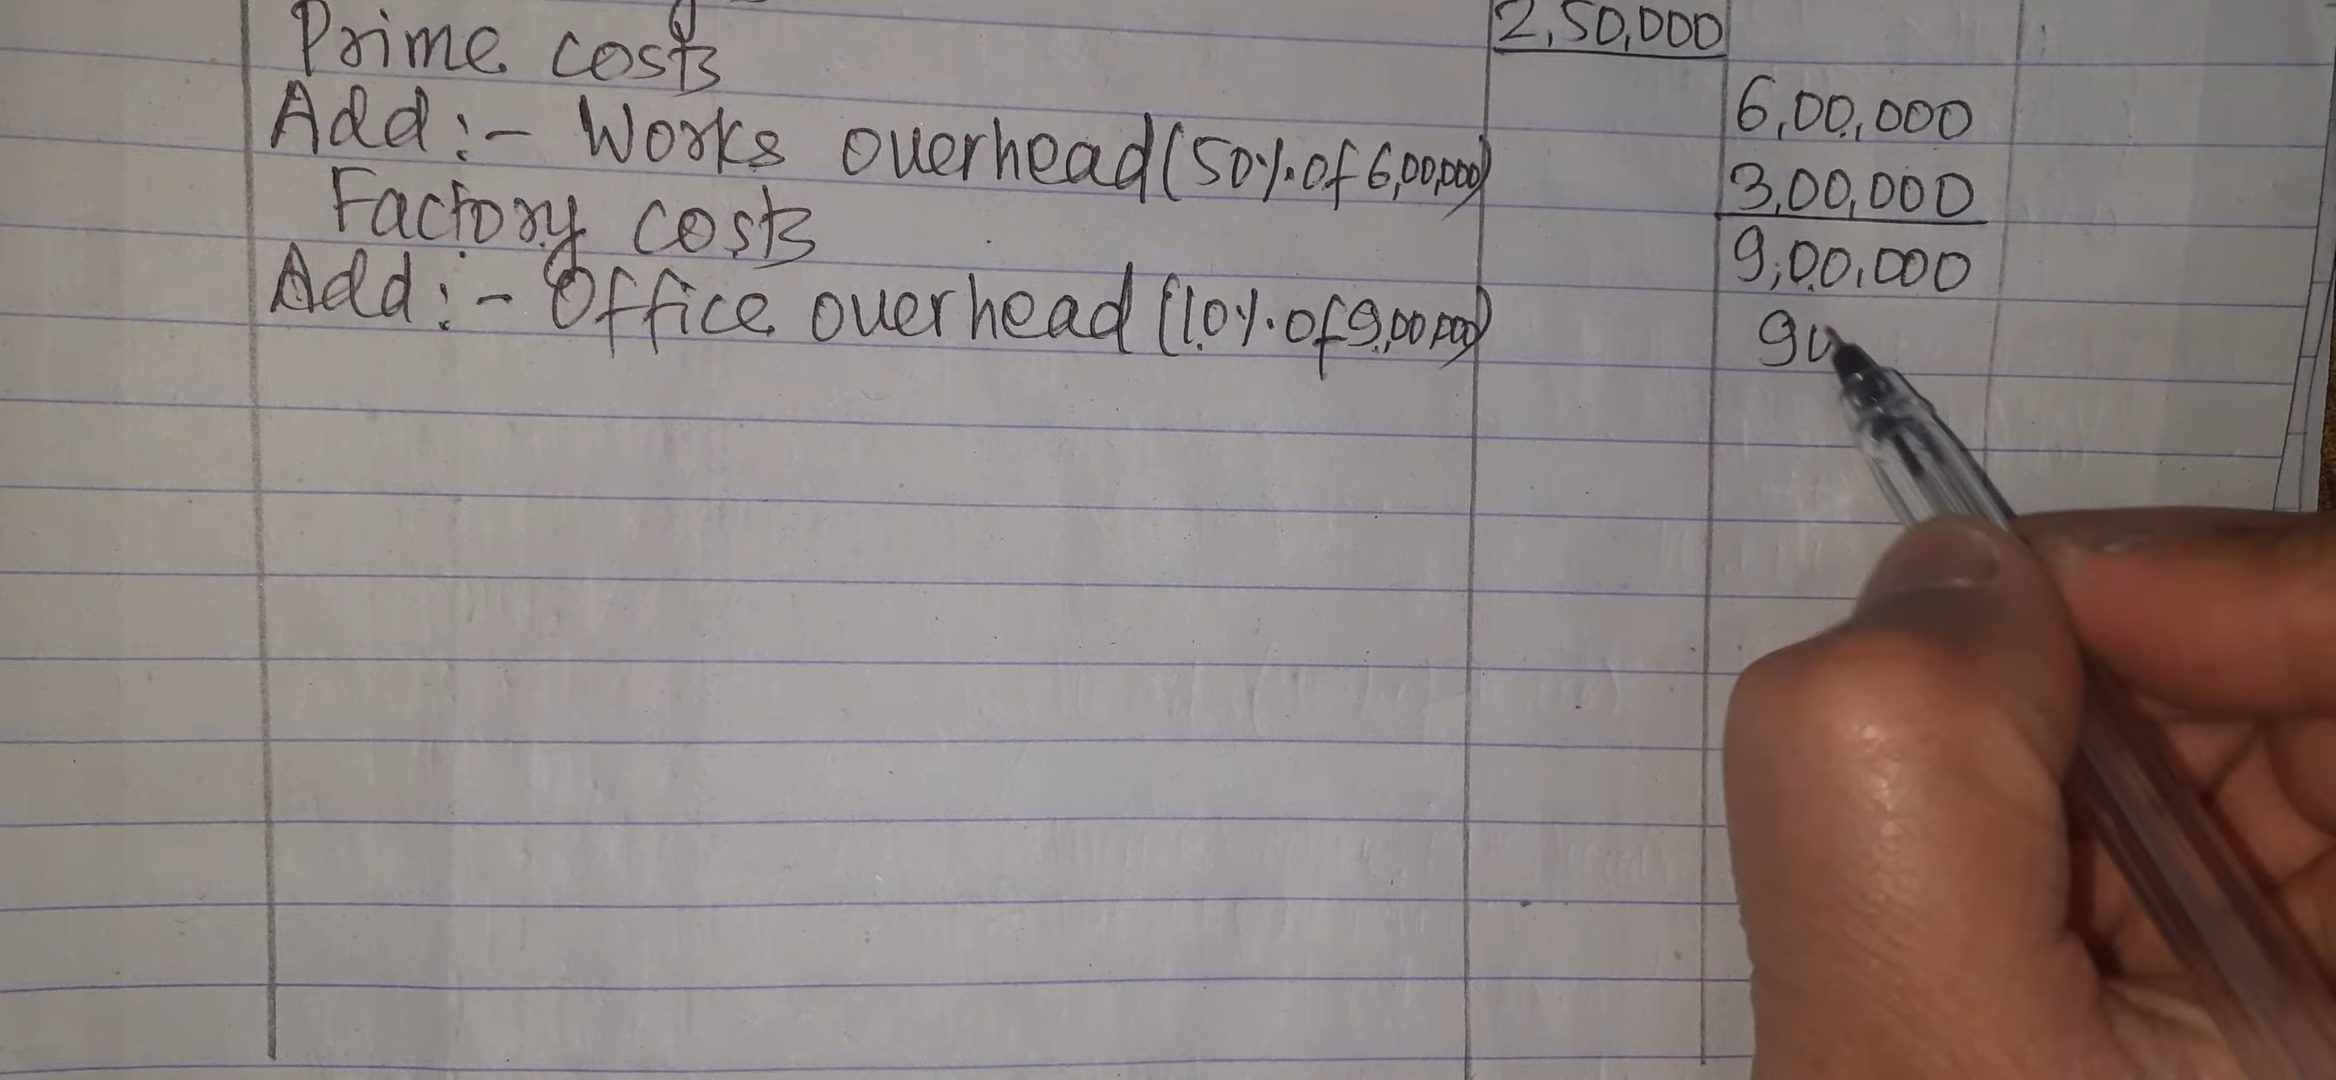 2,50,000
Prime costs 6,00,000
Add:- Works overhead (50% of 6,00,000) 3,00,000
Factory costs 9,00,000
Add:- Office overhead (10% of 9,00,000) 90